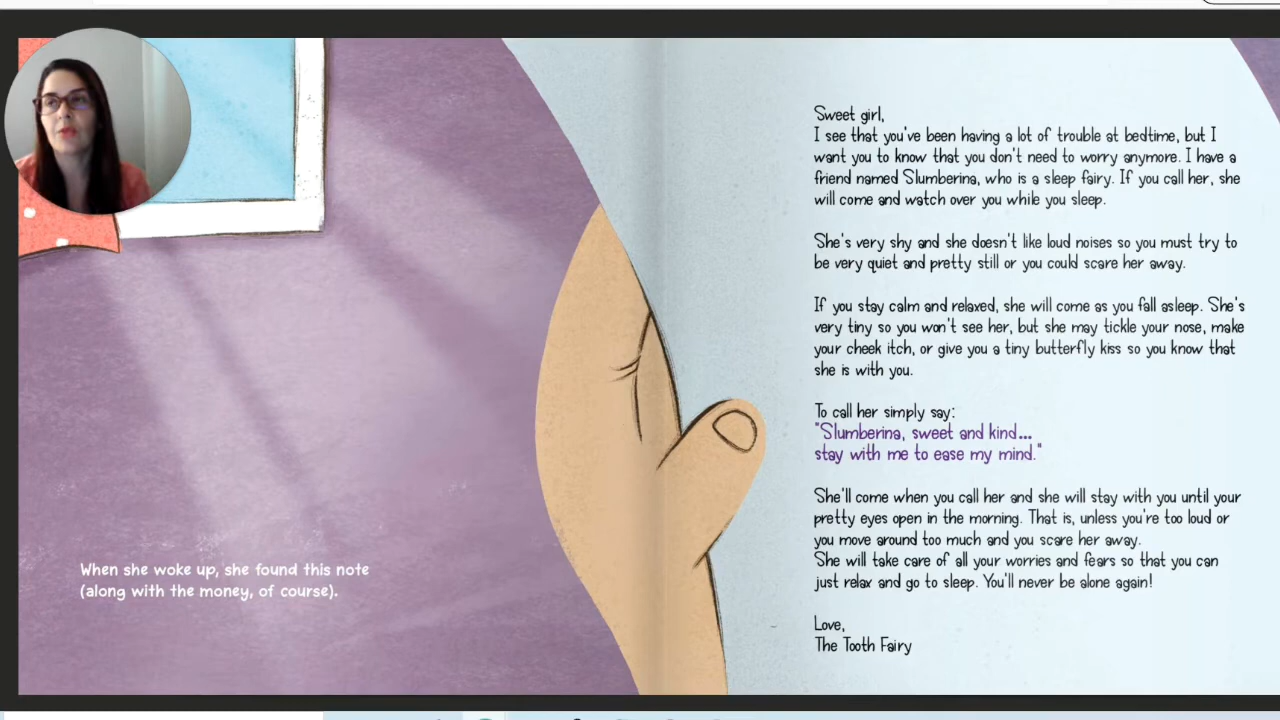 When she woke up, she found this note
(along with the money, of course).
Sweet girl,
I see that you've been having a lot of trouble at bedtime, but I
want you to know that you don't need to worry anymore. I have a
friend named Slumberina, who is a sleep fairy. If you call her, she
will come and watch over you while you sleep.
She's very shy and she doesn't like loud noises so you must try to
be very quiet and pretty still or you could scare her away.
If you stay calm and relaxed, she will come as you fall asleep. She's
very tiny so you won't see her, but she may tickle your nose, make
your cheek itch, or give you a tiny butterfly kiss so you know that
she is with you.
To call her simply say:
"Slumberina, sweet and kind...
stay with me to ease my mind."
She'll come when you call her and she will stay with you until your
pretty eyes open in the morning. That is, unless you're too loud or
you move around too much and you scare her away.
She will take care of all your worries and fears so that you can
just relax and go to sleep. You'll never be alone again!
Love,
The Tooth Fairy